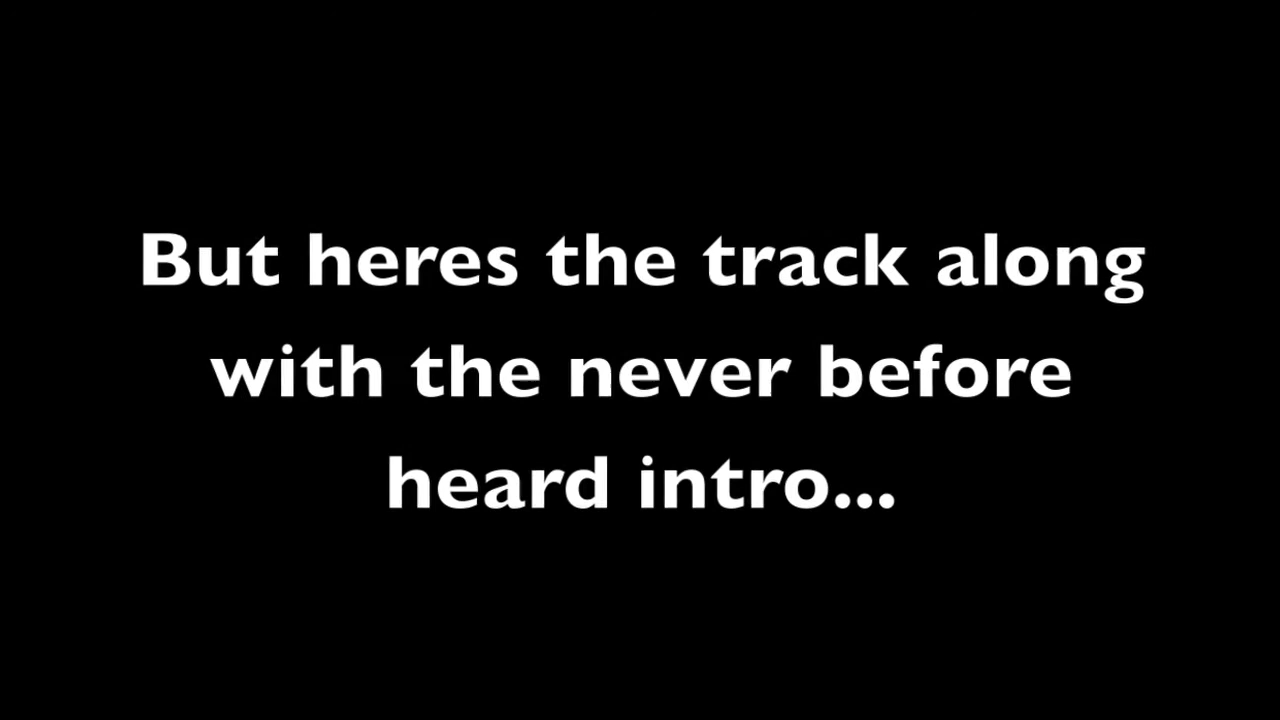 But heres the track along
with the never before
heard intro...